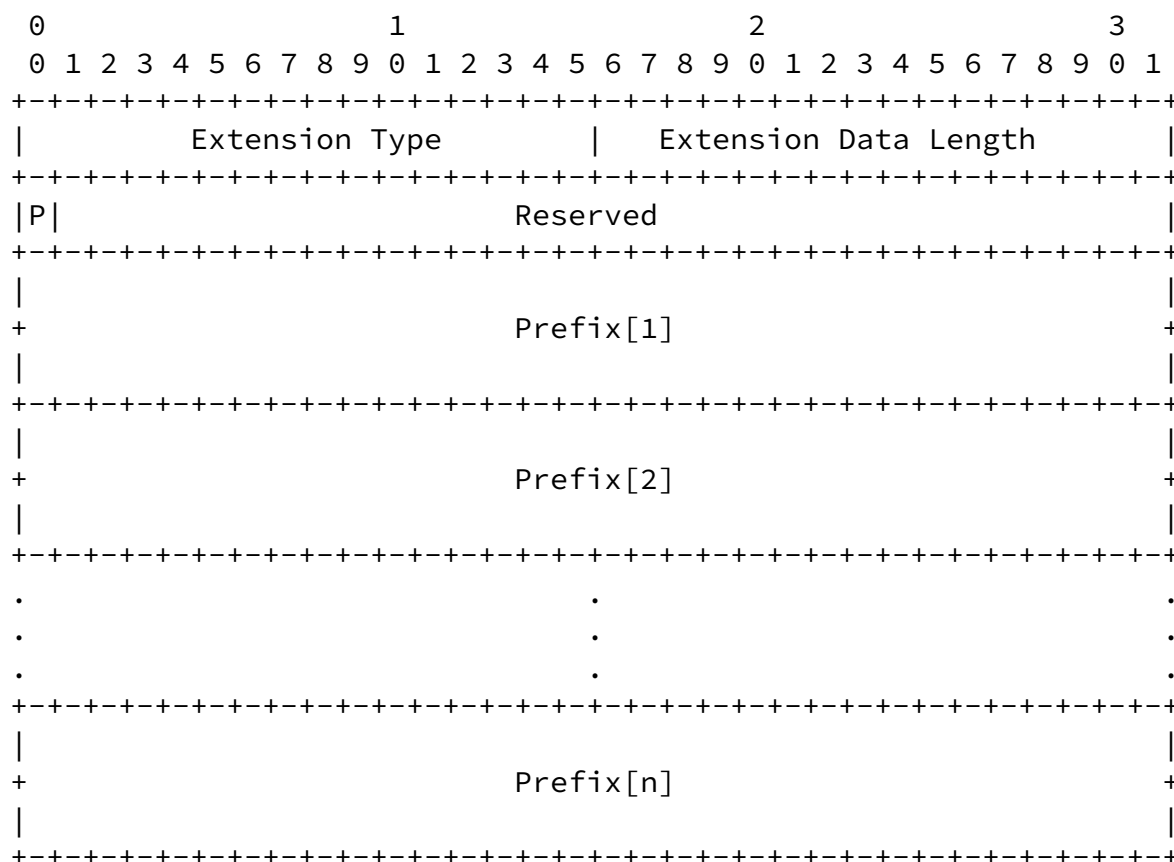 0                   1                   2                   3
 0 1 2 3 4 5 6 7 8 9 0 1 2 3 4 5 6 7 8 9 0 1 2 3 4 5 6 7 8 9 0 1
+-+-+-+-+-+-+-+-+-+-+-+-+-+-+-+-+-+-+-+-+-+-+-+-+-+-+-+-+-+-+-+-+
|         Extension Type        |   Extension Data Length       |
+-+-+-+-+-+-+-+-+-+-+-+-+-+-+-+-+-+-+-+-+-+-+-+-+-+-+-+-+-+-+-+-+
|P|                         Reserved                            |
+-+-+-+-+-+-+-+-+-+-+-+-+-+-+-+-+-+-+-+-+-+-+-+-+-+-+-+-+-+-+-+-+
|                                                               |
+                           Prefix[1]                           +
|                                                               |
+-+-+-+-+-+-+-+-+-+-+-+-+-+-+-+-+-+-+-+-+-+-+-+-+-+-+-+-+-+-+-+-+
|                                                               |
+                           Prefix[2]                           +
|                                                               |
+-+-+-+-+-+-+-+-+-+-+-+-+-+-+-+-+-+-+-+-+-+-+-+-+-+-+-+-+-+-+-+-+
.                               .                               .
.                               .                               .
.                               .                               .
+-+-+-+-+-+-+-+-+-+-+-+-+-+-+-+-+-+-+-+-+-+-+-+-+-+-+-+-+-+-+-+-+
|                                                               |
+                           Prefix[n]                           +
|                                                               |
+-+-+-+-+-+-+-+-+-+-+-+-+-+-+-+-+-+-+-+-+-+-+-+-+-+-+-+-+-+-+-+-+